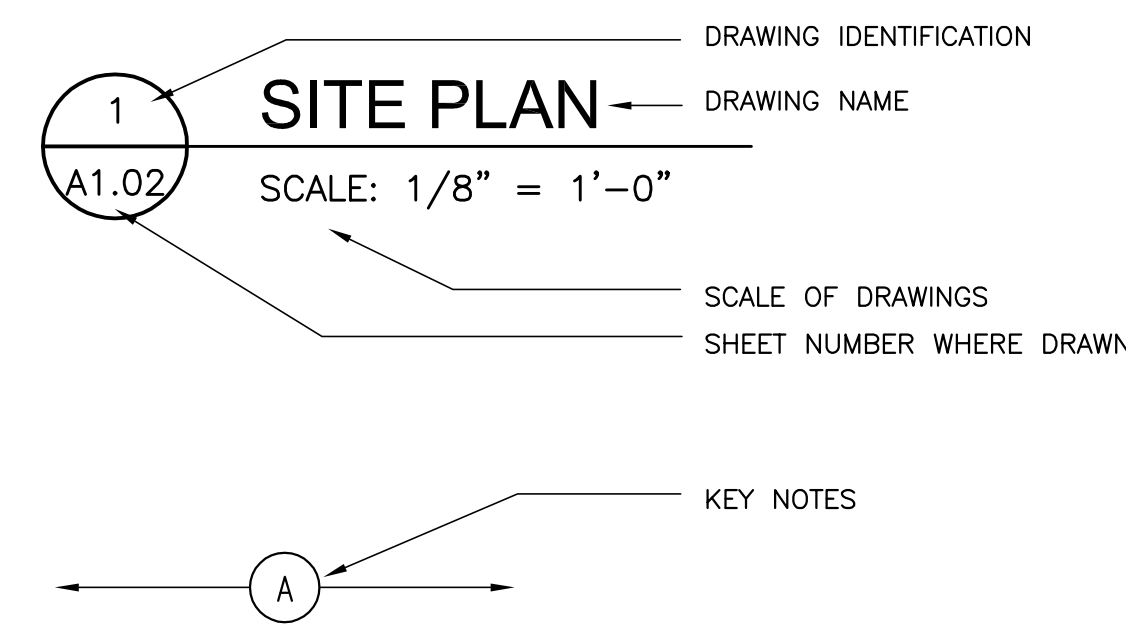 DRAWING IDENTIFICATION
1
SITE PLAN
DRAWING NAME
A1.02
SCALE: 1/8" = 1'-0"
SCALE OF DRAWINGS
SHEET NUMBER WHERE DRAWN
KEY NOTES
A